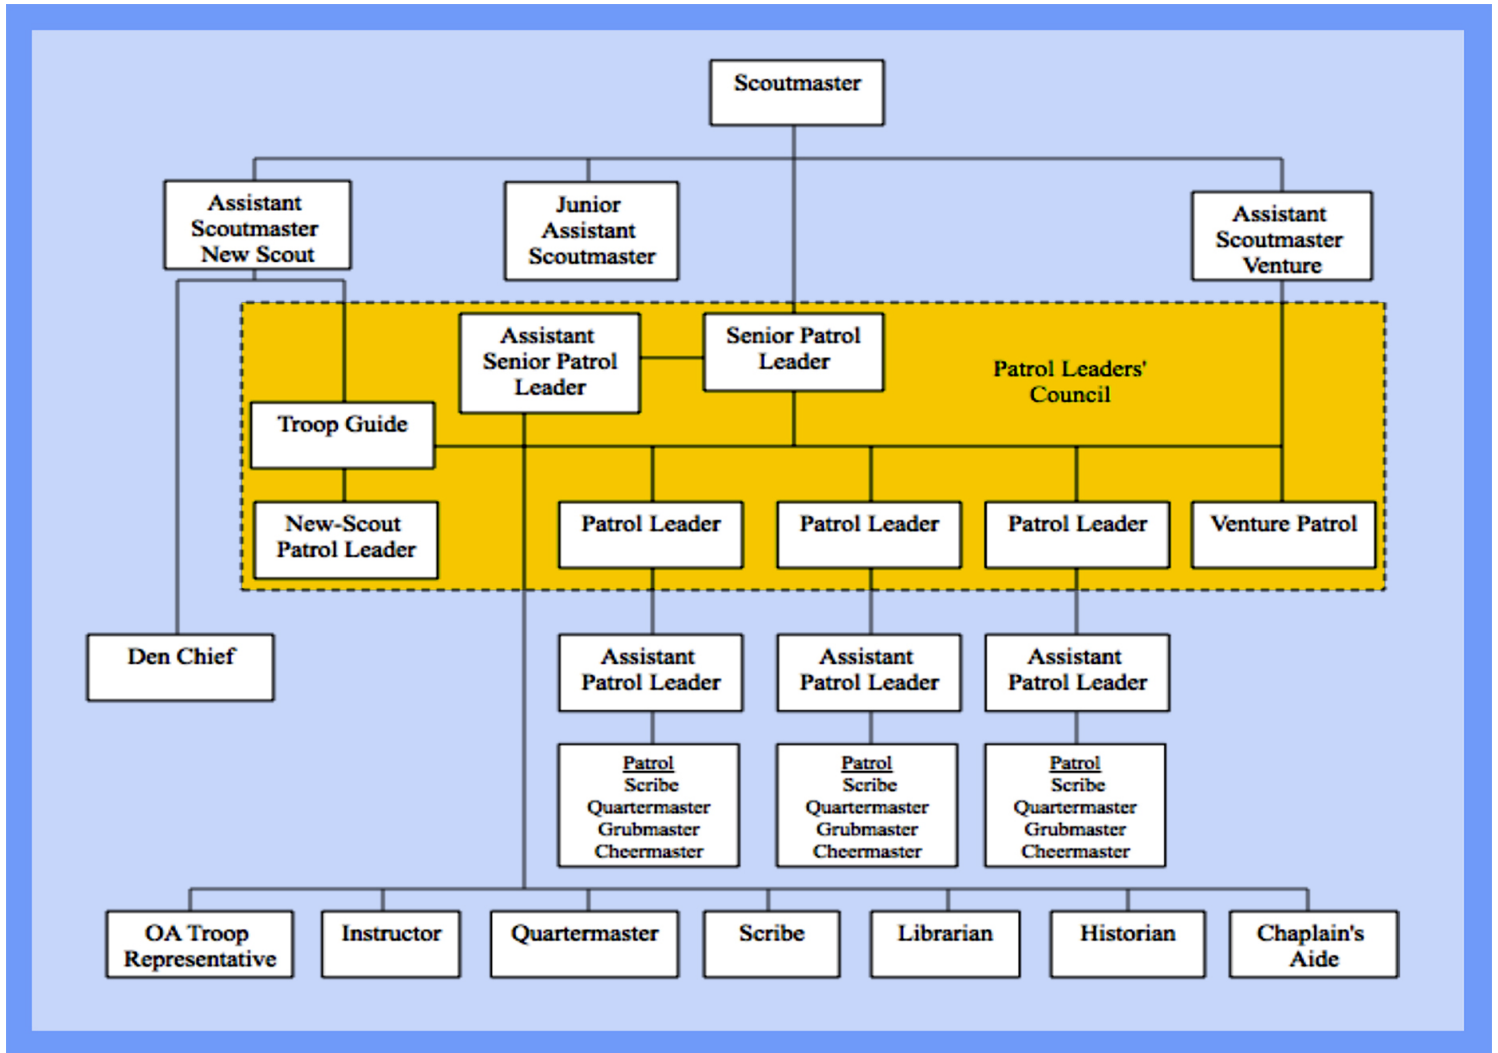 Scoutmaster
Assistant
Scoutmaster
New Scout
Junior
Assistant
Scoutmaster
Assistant
Scoutmaster
Venture
Assistant
Senior Patrol
Leader
Senior Patrol
Leader
Patrol Leaders'
Council
Troop Guide
New-Scout
Patrol Leader
Patrol Leader
Patrol Leader
Patrol Leader
Venture Patrol
Den Chief
Assistant
Patrol Leader
Assistant
Patrol Leader
Assistant
Patrol Leader
Patrol
Scribe
Quartermaster
Grubmaster
Cheermaster
Patrol
Scribe
Quartermaster
Grubmaster
Cheermaster
Patrol
Scribe
Quartermaster
Grubmaster
Cheermaster
OA Troop
Representative
Instructor
Quartermaster
Scribe
Librarian
Historian
Chaplain's
Aide